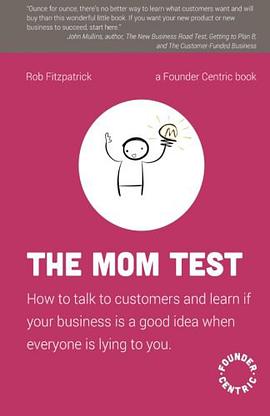 "Ounce for ounce, there's no better way to learn what customers want and will
buy than this wonderful little book. If you want your new product or new
business to succeed, start here."
John Mullins, author, The New Business Road Test, Getting to Plan B,
and The Customer-Funded Business
Rob Fitzpatrick
a Founder Centric book
THE MOM TEST
How to talk to customers and learn if
your business is a good idea when
everyone is lying to you.
FOUNDER
CENTRIC